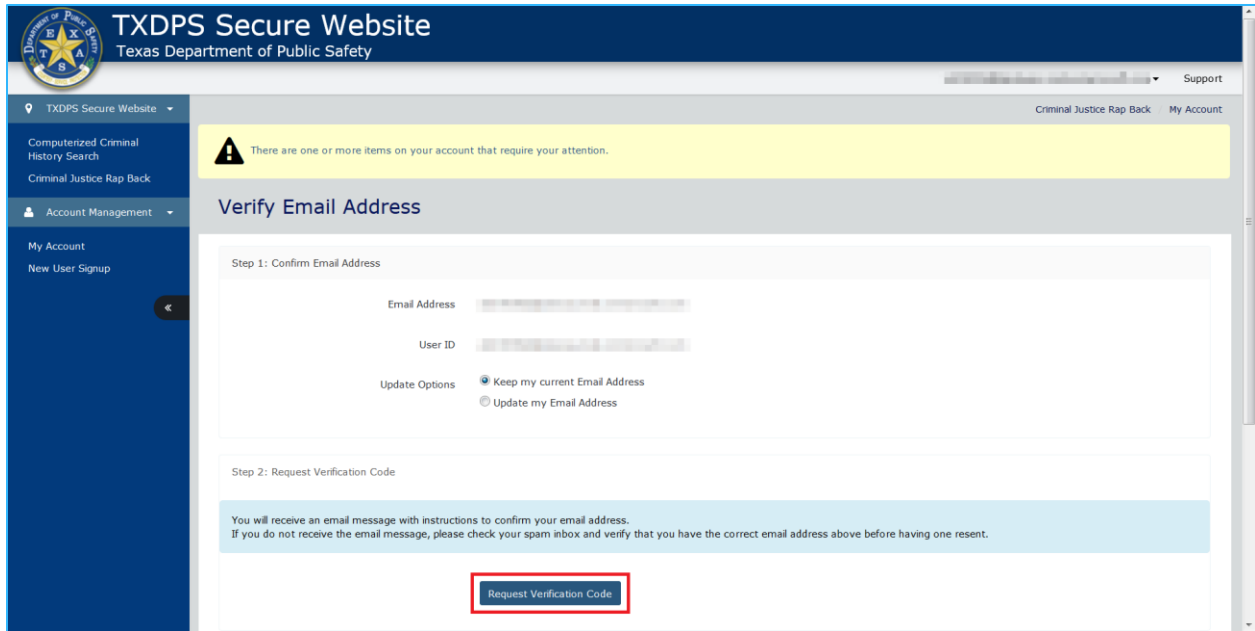 TXDPS Secure Website
Texas Department of Public Safety
Support
TXDPS Secure Website
Criminal Justice Rap Back / My Account
Computerized Criminal
History Search
Criminal Justice Rap Back
There are one or more items on your account that require your attention.
Account Management
Verify Email Address
My Account
New User Signup
Step 1: Confirm Email Address
Email Address
User ID
Update Options
Keep my current Email Address
Update my Email Address
Step 2: Request Verification Code
You will receive an email message with instructions to confirm your email address.
If you do not receive the email message, please check your spam inbox and verify that you have the correct email address above before having one resent.
Request Verification Code